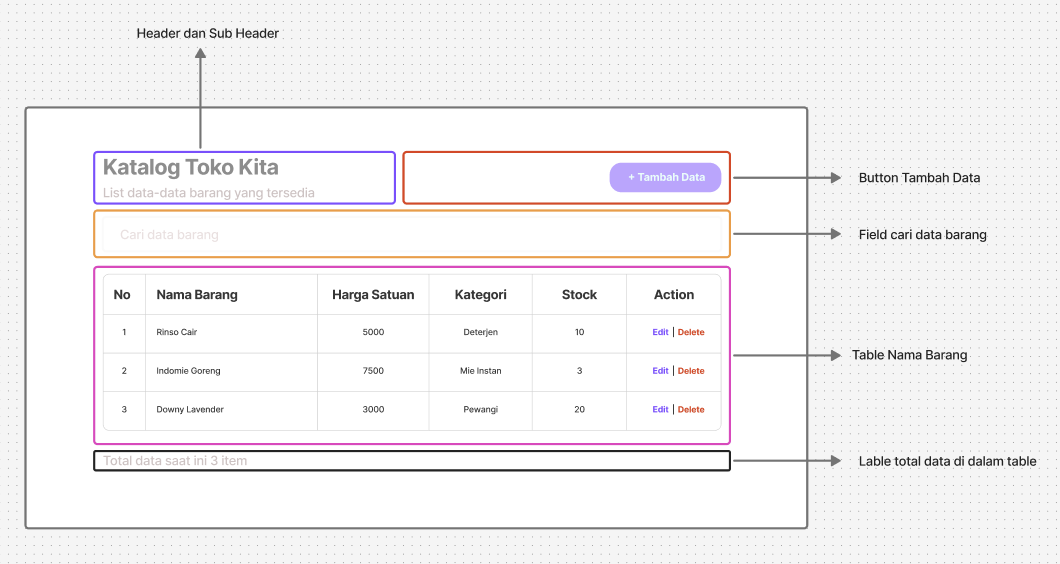 Header dan Sub Header
Katalog Toko Kita
List data-data barang yang tersedia
+ Tambah Data
Button Tambah Data
Cari data barang
Field cari data barang
No Nama Barang Harga Satuan Kategori Stock Action
1 Rinso Cair 5000 Deterjen 10 Edit | Delete
Table Nama Barang
2 Indomie Goreng 7500 Mie Instan 3 Edit | Delete
3 Downy Lavender 3000 Pewangi 20 Edit | Delete
Total data saat ini 3 item
Lable total data di dalam table